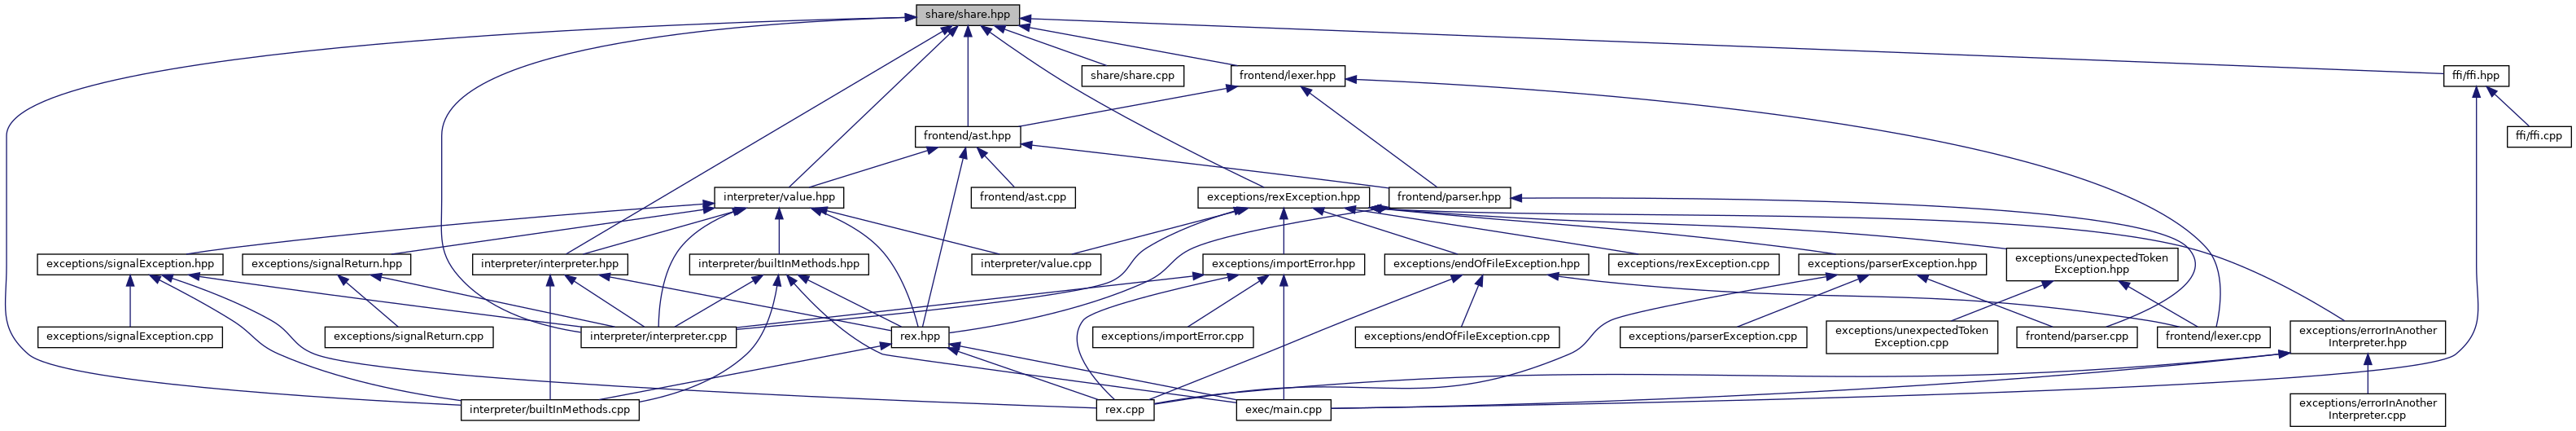 share/share.hpp
share/share.cpp
frontend/lexer.hpp
ffi/ffi.hpp
frontend/ast.hpp
ffi/ffi.cpp
interpreter/value.hpp
frontend/ast.cpp
exceptions/rexException.hpp
frontend/parser.hpp
exceptions/signalException.hpp
exceptions/signalReturn.hpp
interpreter/interpreter.hpp
interpreter/builtInMethods.hpp
interpreter/value.cpp
exceptions/importError.hpp
exceptions/endOfFileException.hpp
exceptions/rexException.cpp
exceptions/parserException.hpp
exceptions/unexpectedToken
Exception.hpp
exceptions/signalException.cpp
exceptions/signalReturn.cpp
interpreter/interpreter.cpp
rex.hpp
exceptions/importError.cpp
exceptions/endOfFileException.cpp
exceptions/parserException.cpp
exceptions/unexpectedToken
Exception.cpp
frontend/parser.cpp
frontend/lexer.cpp
exceptions/errorInAnother
Interpreter.hpp
interpreter/builtInMethods.cpp
rex.cpp
exec/main.cpp
exceptions/errorInAnother
Interpreter.cpp